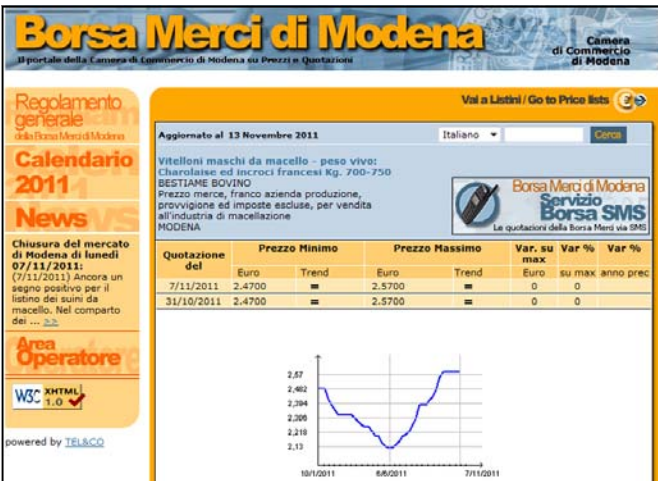 Borsa Merci di Modena
Il portale della Camera di Commercio di Modena su Prezzi e Quotazioni
Camera
di Commercio
di Modena
Regolamento
generale
della Borsa Merci di Modena
Calendario
2011
News
Chiusura del mercato
di Modena di lunedì
07/11/2011:
(7/11/2011) Ancora un
segno positivo per il
listino dei suini da
macello. Nel comparto
dei ... >>
Area
Operatore
W3C XHTML 1.0
powered by TEL&CO
Vai a Listini / Go to Price lists
Aggiornato al 13 Novembre 2011
Italiano
Cerca
Vitelloni maschi da macello - peso vivo:
Charolaise ed incroci francesi Kg. 700-750
BESTIAME BOVINO
Prezzo merce, franco azienda produzione,
provvigione ed imposte escluse, per vendita
all'industria di macellazione
MODENA
Borsa Merci di Modena
Servizio
Borsa SMS
Le quotazioni della Borsa Merci via SMS
Quotazione del Prezzo Minimo Prezzo Massimo Var. su max Var % Var %
Euro Trend Euro Trend Euro su max anno prec
7/11/2011 2.4700 = 2.5700 = 0 0
31/10/2011 2.4700 = 2.5700 = 0 0
2,57
2,482
2,394
2,306
2,218
2,13
10/1/2011 6/6/2011 7/11/2011